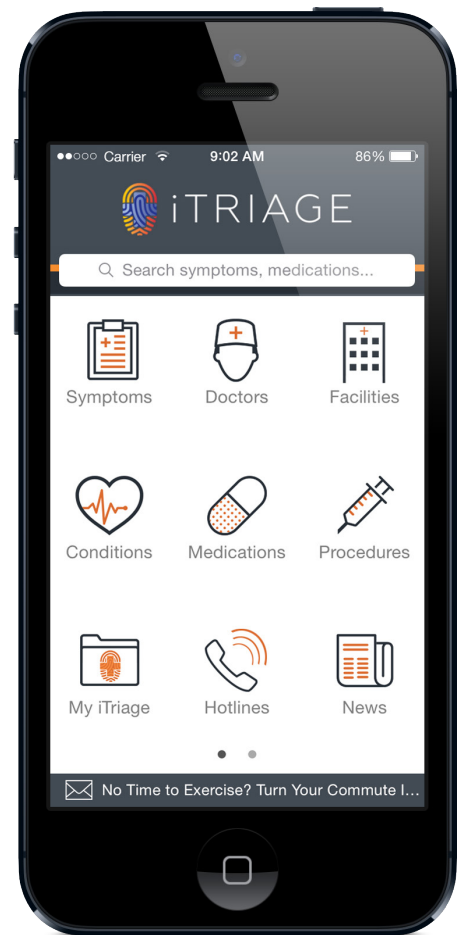 Carrier 9:02 AM 86%
iTRIAGE
Search symptoms, medications...
Symptoms Doctors Facilities
Conditions Medications Procedures
My iTriage Hotlines News
No Time to Exercise? Turn Your Commute I...